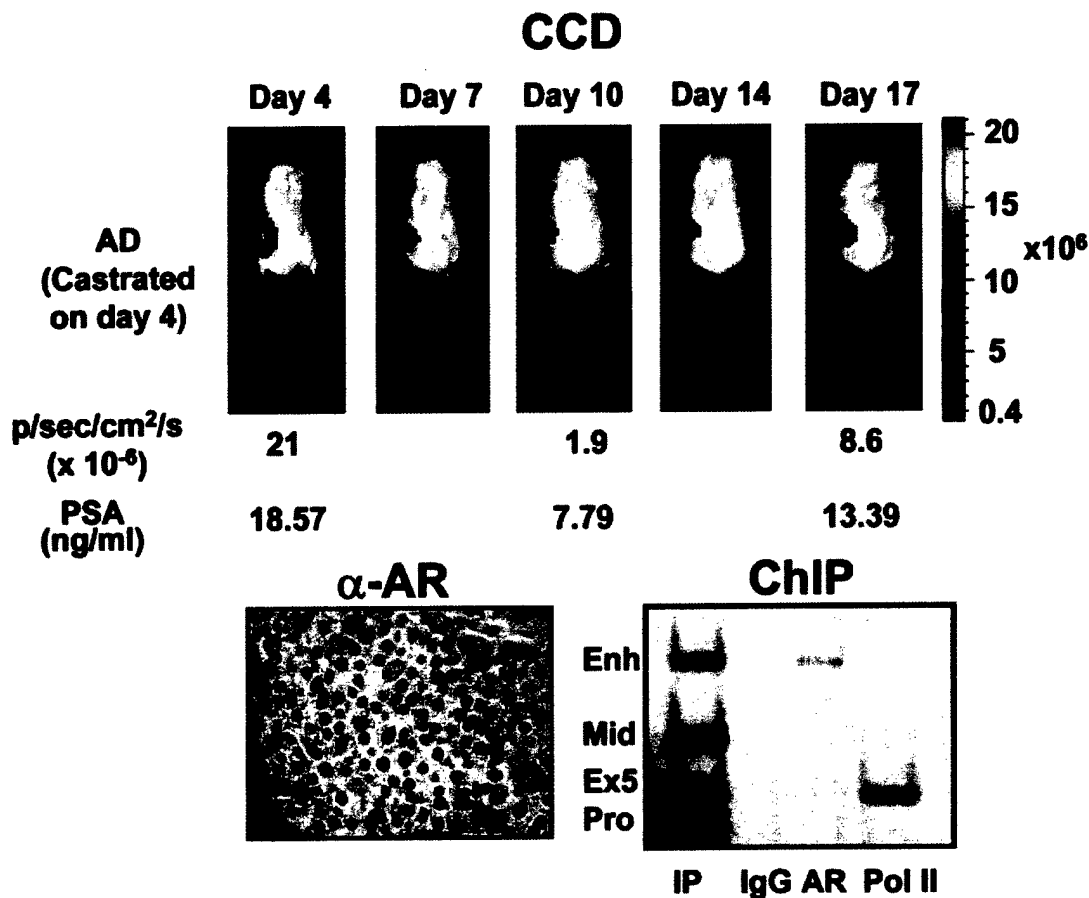 CCD
Day 4 Day 7 Day 10 Day 14 Day 17
AD
(Castrated
on day 4)
20
15
x10⁶
10
5
0.4
p/sec/cm²/s
(x 10⁻⁶)
21 1.9 8.6
PSA
(ng/ml)
18.57 7.79 13.39
α-AR
ChIP
Enh
Mid
Ex5
Pro
IP IgG AR Pol II